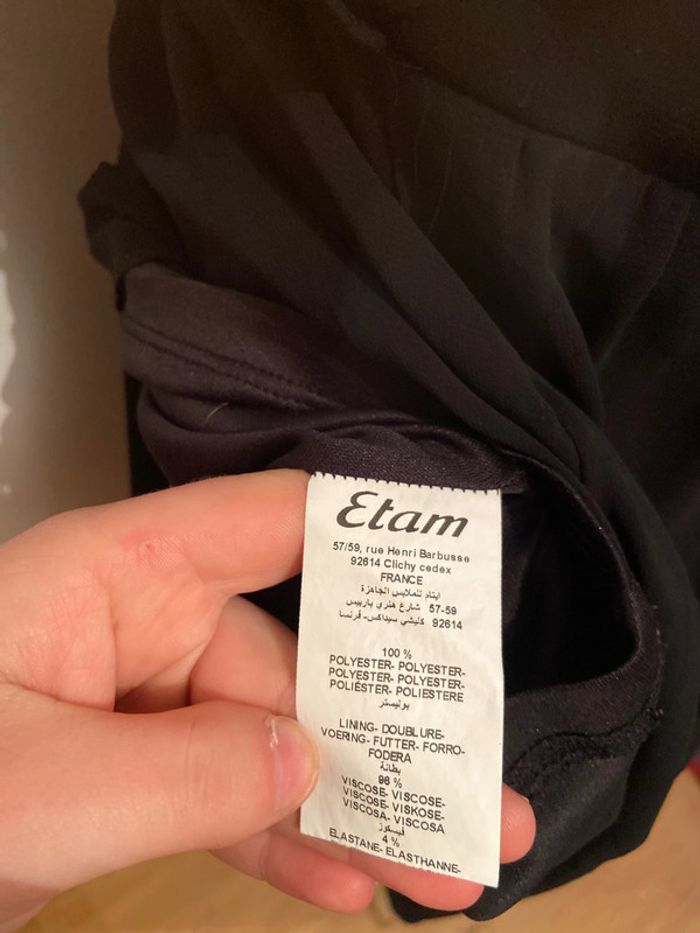 Etam
57/59, rue Henri Barbusse
92614 Clichy cedex
FRANCE
ايتام للملابس الجاهزة
57-59 شارع هنري باربيس
92614 كليشي سيداكس- فرنسا
100 %
POLYESTER- POLYESTER-
POLYESTER- POLYESTER-
POLIÉSTER- POLIESTERE
بوليستر
LINING- DOUBLURE-
VOERING- FUTTER- FORRO-
FODERA
بطانة
96 %
VISCOSE- VISCOSE-
VISCOSE- VISKOSE-
VISCOSA- VISCOSA
فيسكوز
4 %
ELASTANE- ELASTHANNE-